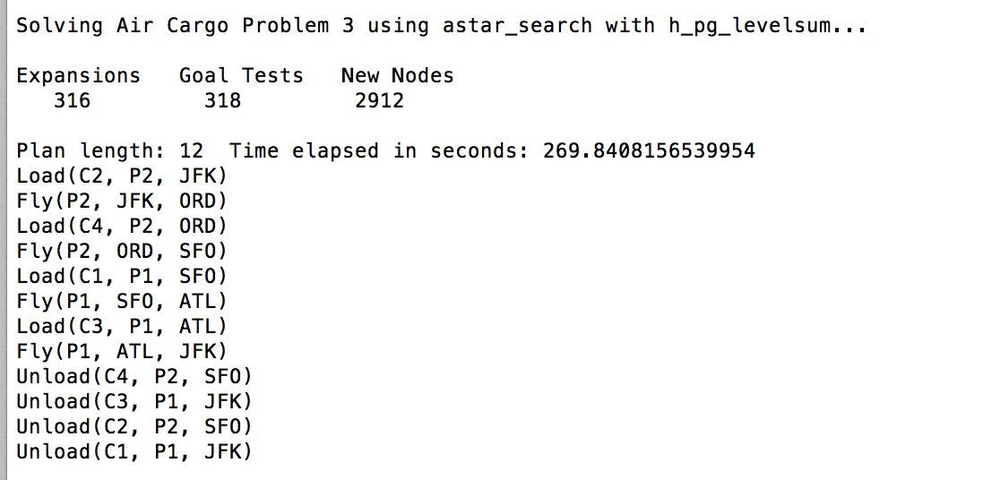 Solving Air Cargo Problem 3 using astar_search with h_pg_levelsum...
Expansions   Goal Tests   New Nodes
316         318         2912
Plan length: 12  Time elapsed in seconds: 269.8408156539954
Load(C2, P2, JFK)
Fly(P2, JFK, ORD)
Load(C4, P2, ORD)
Fly(P2, ORD, SFO)
Load(C1, P1, SFO)
Fly(P1, SFO, ATL)
Load(C3, P1, ATL)
Fly(P1, ATL, JFK)
Unload(C4, P2, SFO)
Unload(C3, P1, JFK)
Unload(C2, P2, SFO)
Unload(C1, P1, JFK)